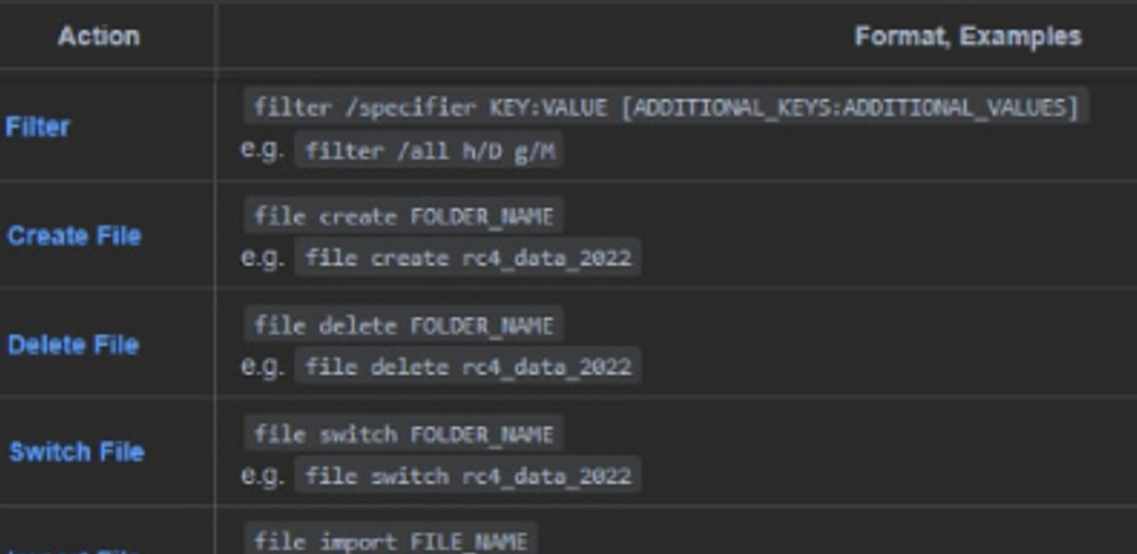 Action
Format, Examples
Filter
filter /specifier KEY:VALUE [ADDITIONAL_KEYS:ADDITIONAL_VALUES]
e.g. filter /all h/D g/M
Create File
file create FOLDER_NAME
e.g. file create rc4_data_2022
Delete File
file delete FOLDER_NAME
e.g. file delete rc4_data_2022
Switch File
file switch FOLDER_NAME
e.g. file switch rc4_data_2022
file import FILE_NAME